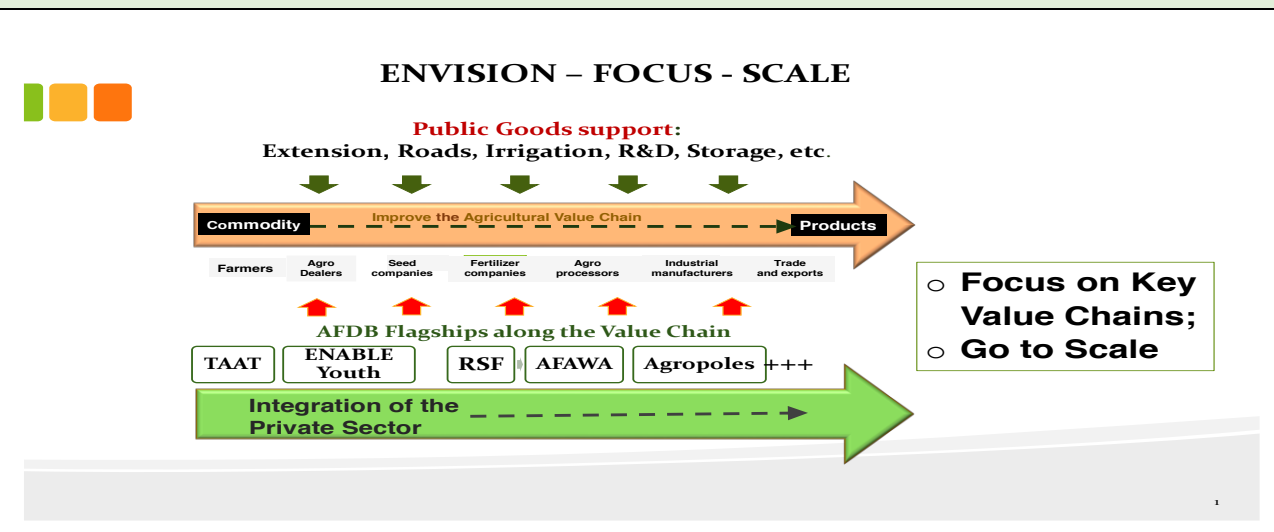 ENVISION – FOCUS - SCALE
Public Goods support:
Extension, Roads, Irrigation, R&D, Storage, etc.
Commodity
Improve the Agricultural Value Chain
Products
Farmers
Agro
Dealers
Seed
companies
Fertilizer
companies
Agro
processors
Industrial
manufacturers
Trade
and exports
AFDB Flagships along the Value Chain
TAAT
ENABLE
Youth
RSF
AFAWA
Agropoles +++
Integration of the
Private Sector
o Focus on Key
Value Chains;
o Go to Scale
1